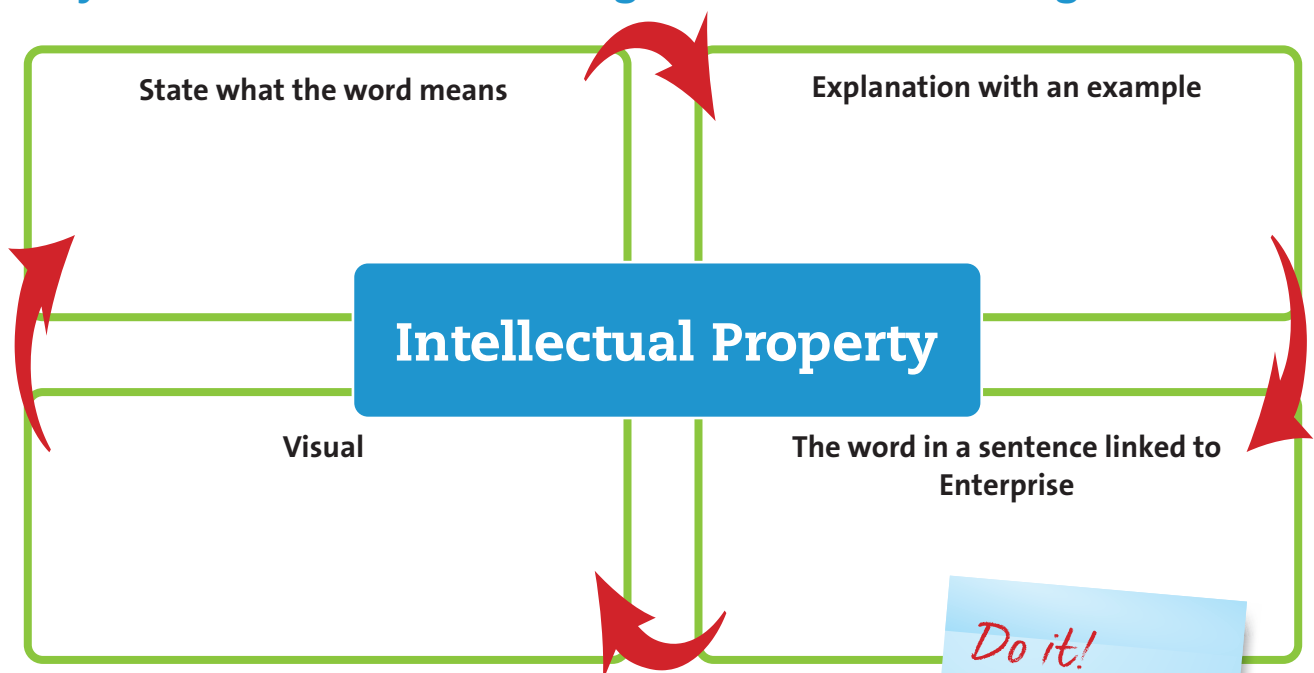 State what the word means
Explanation with an example
Intellectual Property
Visual
The word in a sentence linked to
Enterprise
Do it!